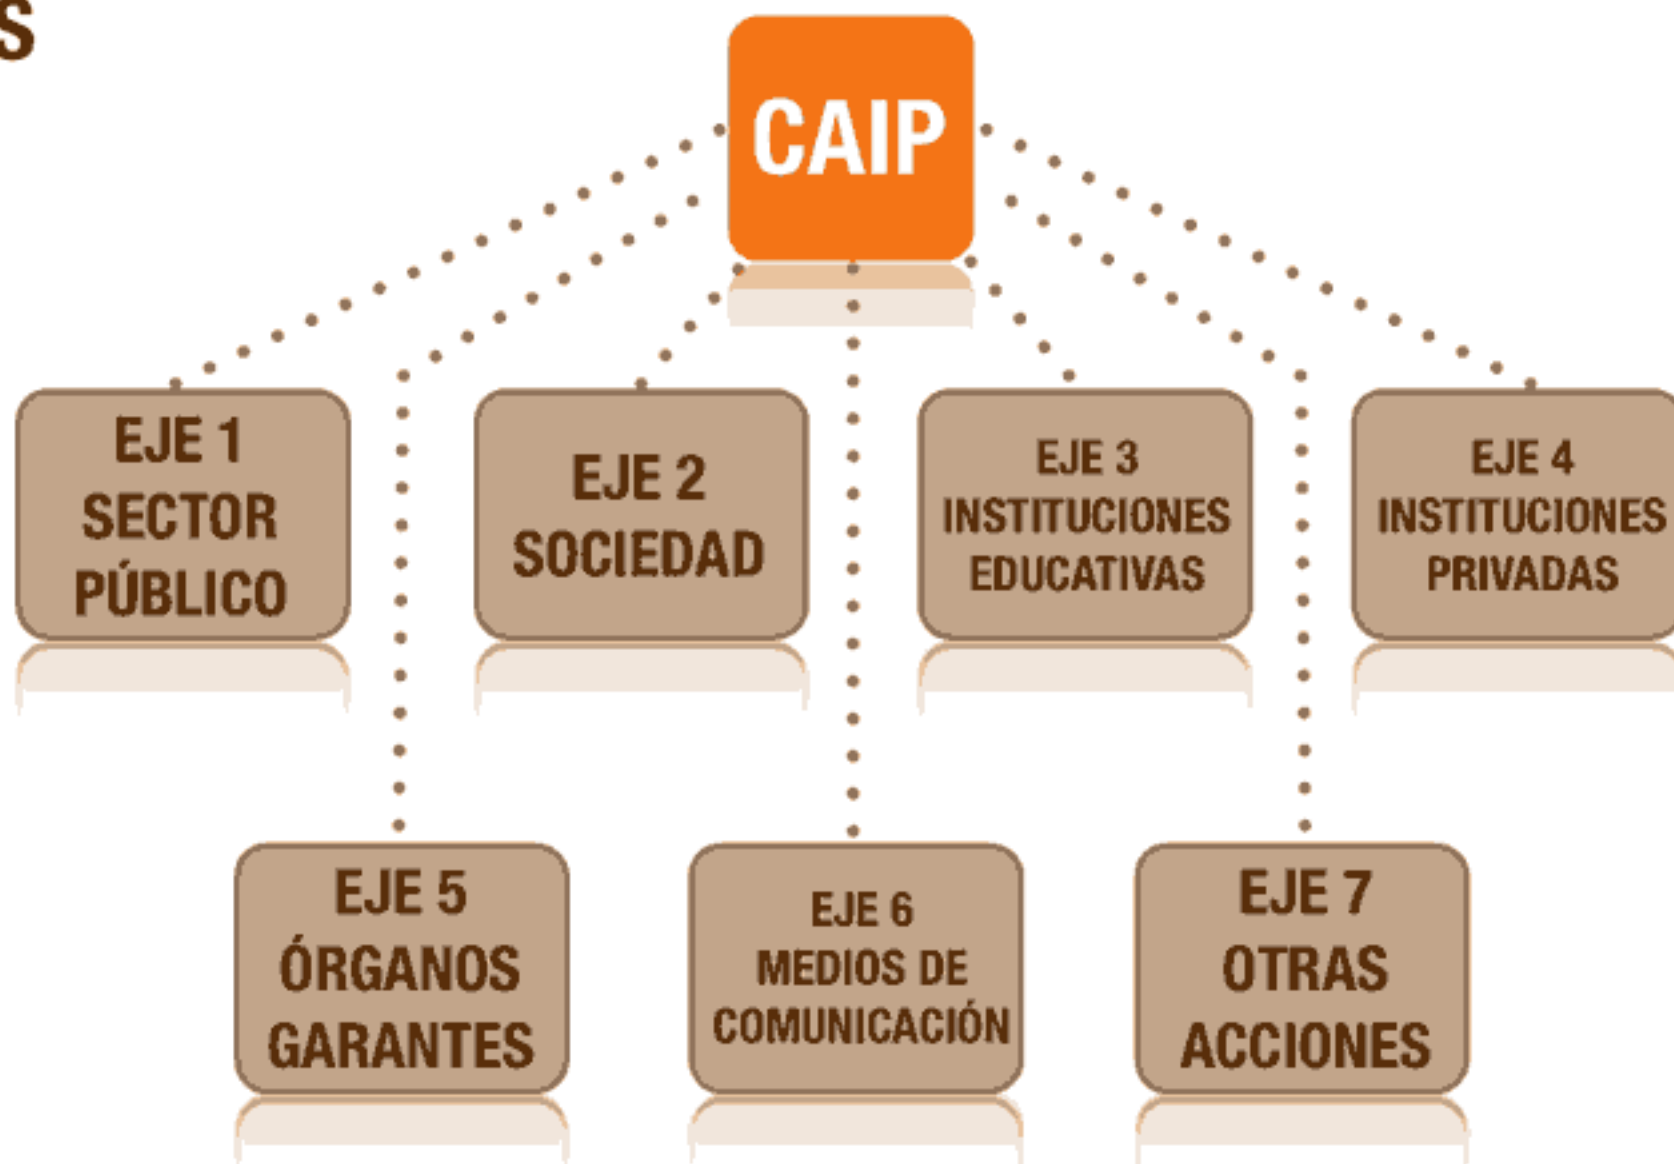 S
CAIP
EJE 1
SECTOR
PÚBLICO
EJE 2
SOCIEDAD
EJE 3
INSTITUCIONES
EDUCATIVAS
EJE 4
INSTITUCIONES
PRIVADAS
EJE 5
ÓRGANOS
GARANTES
EJE 6
MEDIOS DE
COMUNICACIÓN
EJE 7
OTRAS
ACCIONES